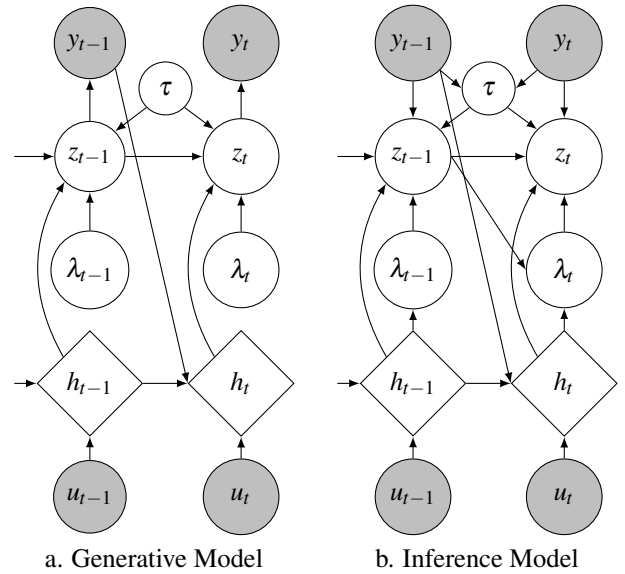 y_{t−1} y_t y_{t−1} y_t
τ τ
z_{t−1} z_t z_{t−1} z_t
λ_{t−1} λ_t λ_{t−1} λ_t
h_{t−1} h_t h_{t−1} h_t
u_{t−1} u_t u_{t−1} u_t
a. Generative Model b. Inference Model